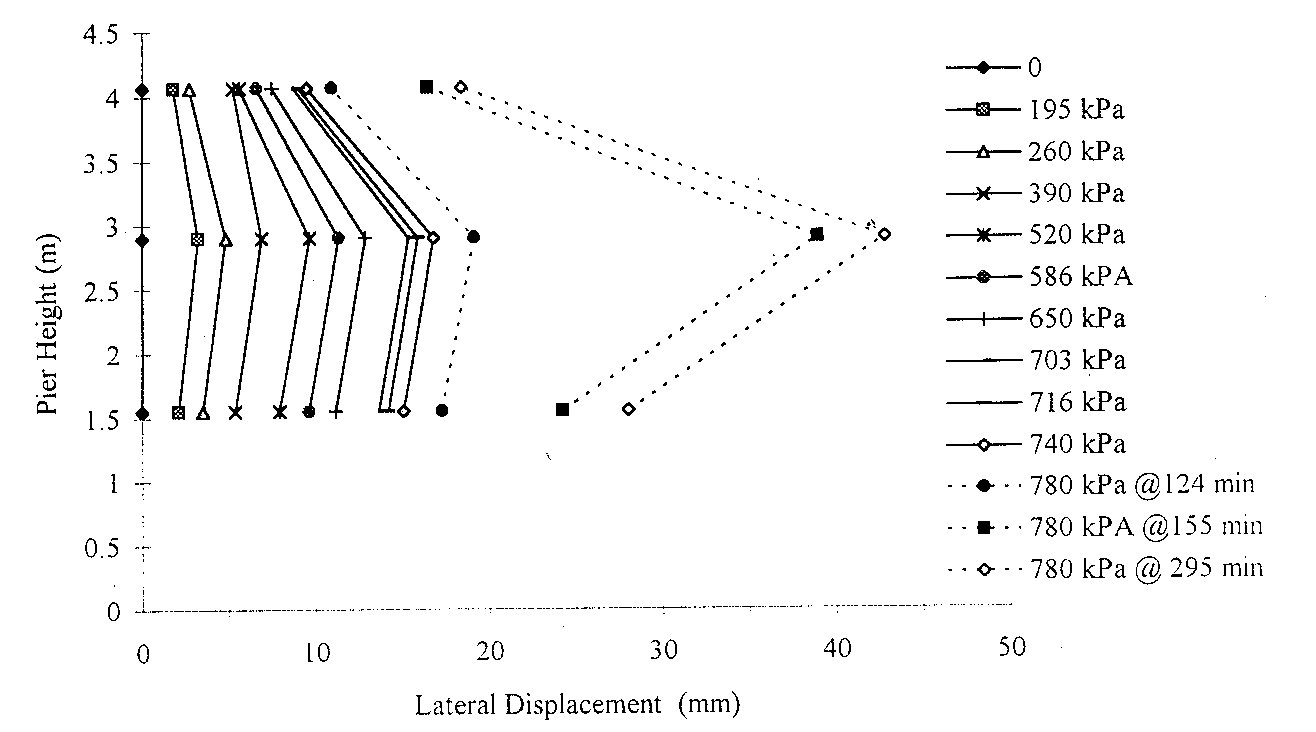 4.5
4
3.5
3
2.5
2
1.5
1
0.5
0
Pier Height (m)
0 10 20 30 40 50
Lateral Displacement (mm)
0
195 kPa
260 kPa
390 kPa
520 kPa
586 kPA
650 kPa
703 kPa
716 kPa
740 kPa
780 kPa @124 min
780 kPA @155 min
780 kPa @ 295 min